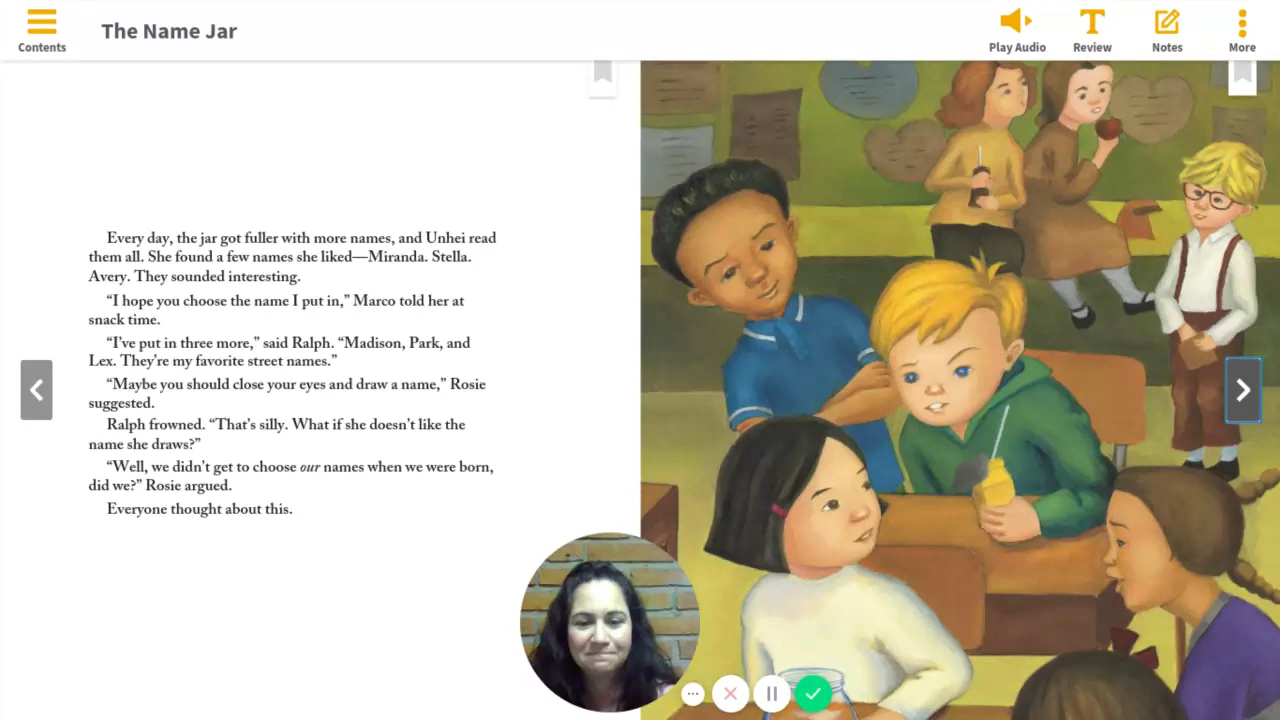 Contents
The Name Jar
Play Audio
Review
Notes
More
Every day, the jar got fuller with more names, and Unhei read
them all. She found a few names she liked—Miranda. Stella.
Avery. They sounded interesting.
“I hope you choose the name I put in,” Marco told her at
snack time.
“I’ve put in three more,” said Ralph. “Madison, Park, and
Lex. They’re my favorite street names.”
“Maybe you should close your eyes and draw a name,” Rosie
suggested.
Ralph frowned. “That’s silly. What if she doesn’t like the
name she draws?”
“Well, we didn’t get to choose our names when we were born,
did we?” Rosie argued.
Everyone thought about this.